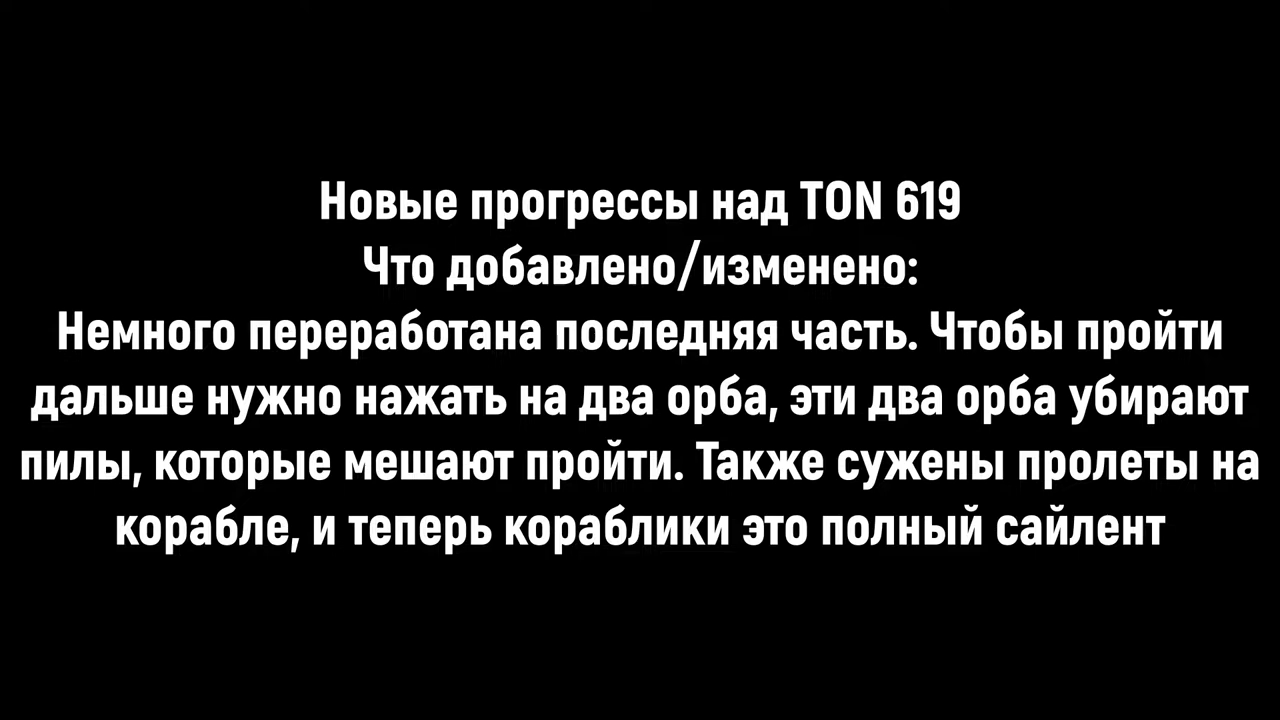 Новые прогрессы над TON 619
Что добавлено/изменено:
Немного переработана последняя часть. Чтобы пройти
дальше нужно нажать на два орба, эти два орба убирают
пилы, которые мешают пройти. Также сужены пролеты на
корабле, и теперь кораблики это полный сайлент